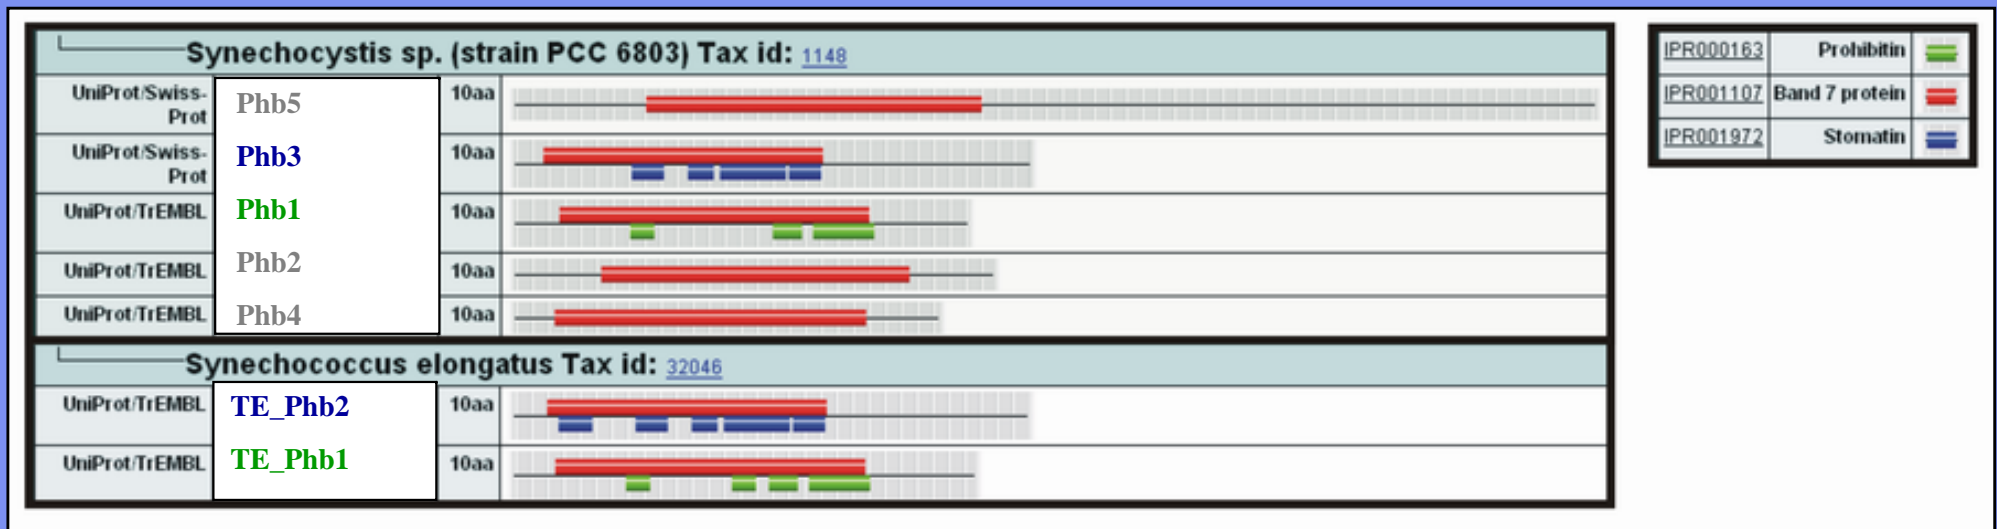 Synechocystis sp. (strain PCC 6803) Tax id: 1148
UniProt/Swiss-
Prot
Phb5
10aa
UniProt/Swiss-
Prot
Phb3
10aa
UniProt/TrEMBL
Phb1
10aa
UniProt/TrEMBL
Phb2
10aa
UniProt/TrEMBL
Phb4
10aa
Synechococcus elongatus Tax id: 32046
UniProt/TrEMBL
TE_Phb2
10aa
UniProt/TrEMBL
TE_Phb1
10aa
IPR000163 Prohibitin
IPR001107 Band 7 protein
IPR001972 Stomatin